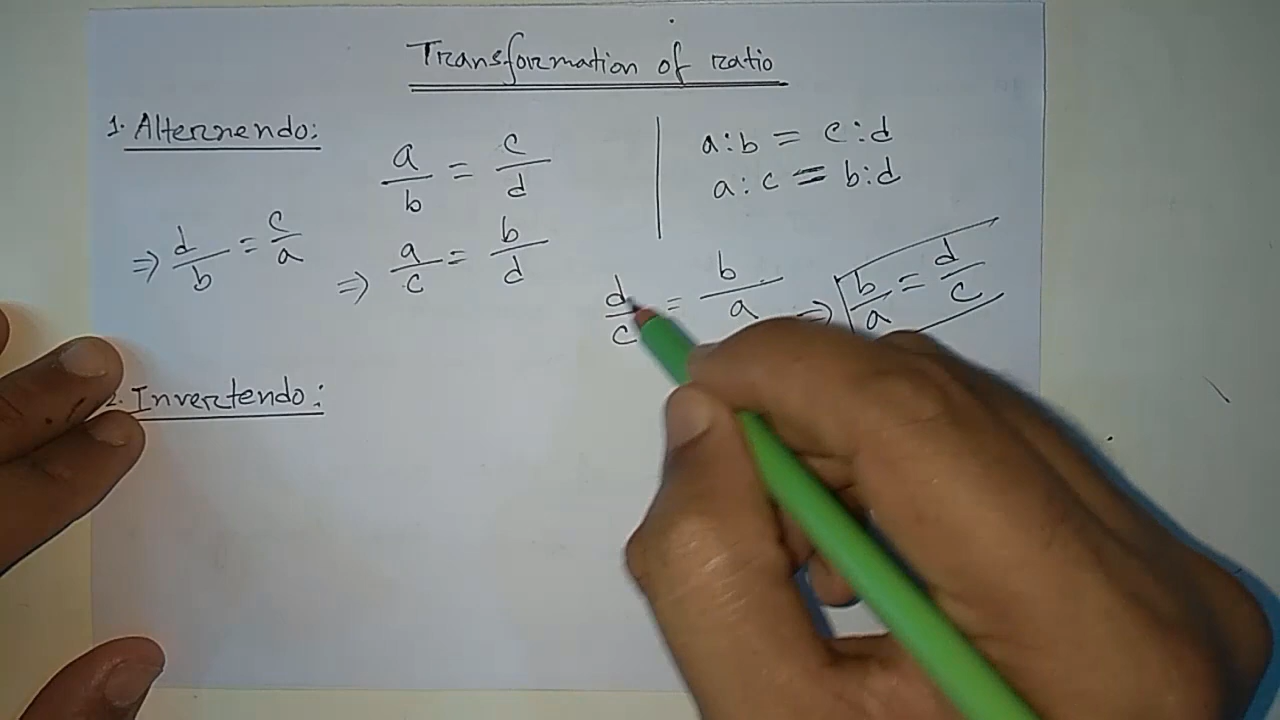 Transformation of ratio
1. Alternendo:
a/b = c/d
a:b = c:d
a:c = b:d
⇒ d/b = c/a
⇒ a/c = b/d
d/c = b/a ⇒ b/a = d/c
2. Invertendo: